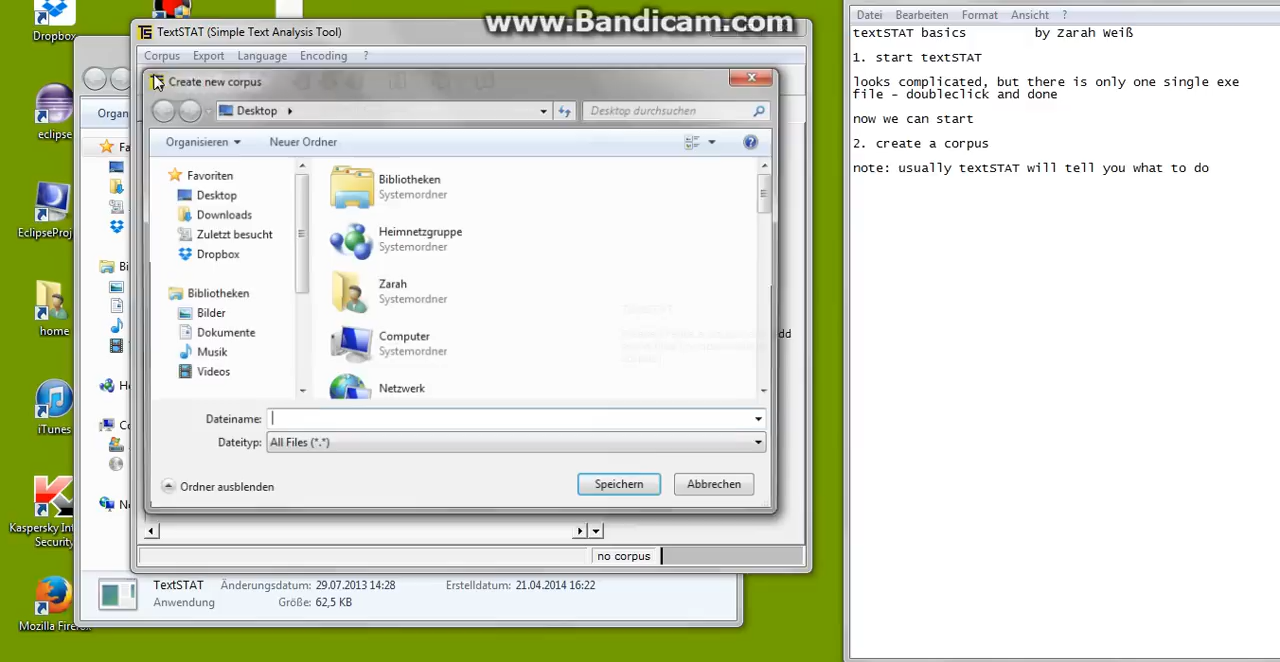 www.Bandicam.com
Dropbox
eclipse
EclipseProj
home
iTunes
Kaspersky Int
Security
Mozilla Firef
TextSTAT (Simple Text Analysis Tool)
Corpus Export Language Encoding ?
Create new corpus
Desktop
Desktop durchsuchen
Organisieren Neuer Ordner
Favoriten
Desktop
Downloads
Zuletzt besucht
Dropbox
Bibliotheken
Bilder
Dokumente
Musik
Videos
Bibliotheken
Systemordner
Heimnetzgruppe
Systemordner
Zarah
Systemordner
Computer
Systemordner
Netzwerk
Dateiname:
Dateityp: All Files (*.*)
Ordner ausblenden
Speichern Abbrechen
Organ
Fa
Bi
H
Co
N
dd
no corpus
TextSTAT Änderungsdatum: 29.07.2013 14:28 Erstelldatum: 21.04.2014 16:22
Anwendung Größe: 62,5 KB
Datei Bearbeiten Format Ansicht ?
textSTAT basics by Zarah Weiß
1. start textSTAT
looks complicated, but there is only one single exe
file - doubleclick and done
now we can start
2. create a corpus
note: usually textSTAT will tell you what to do